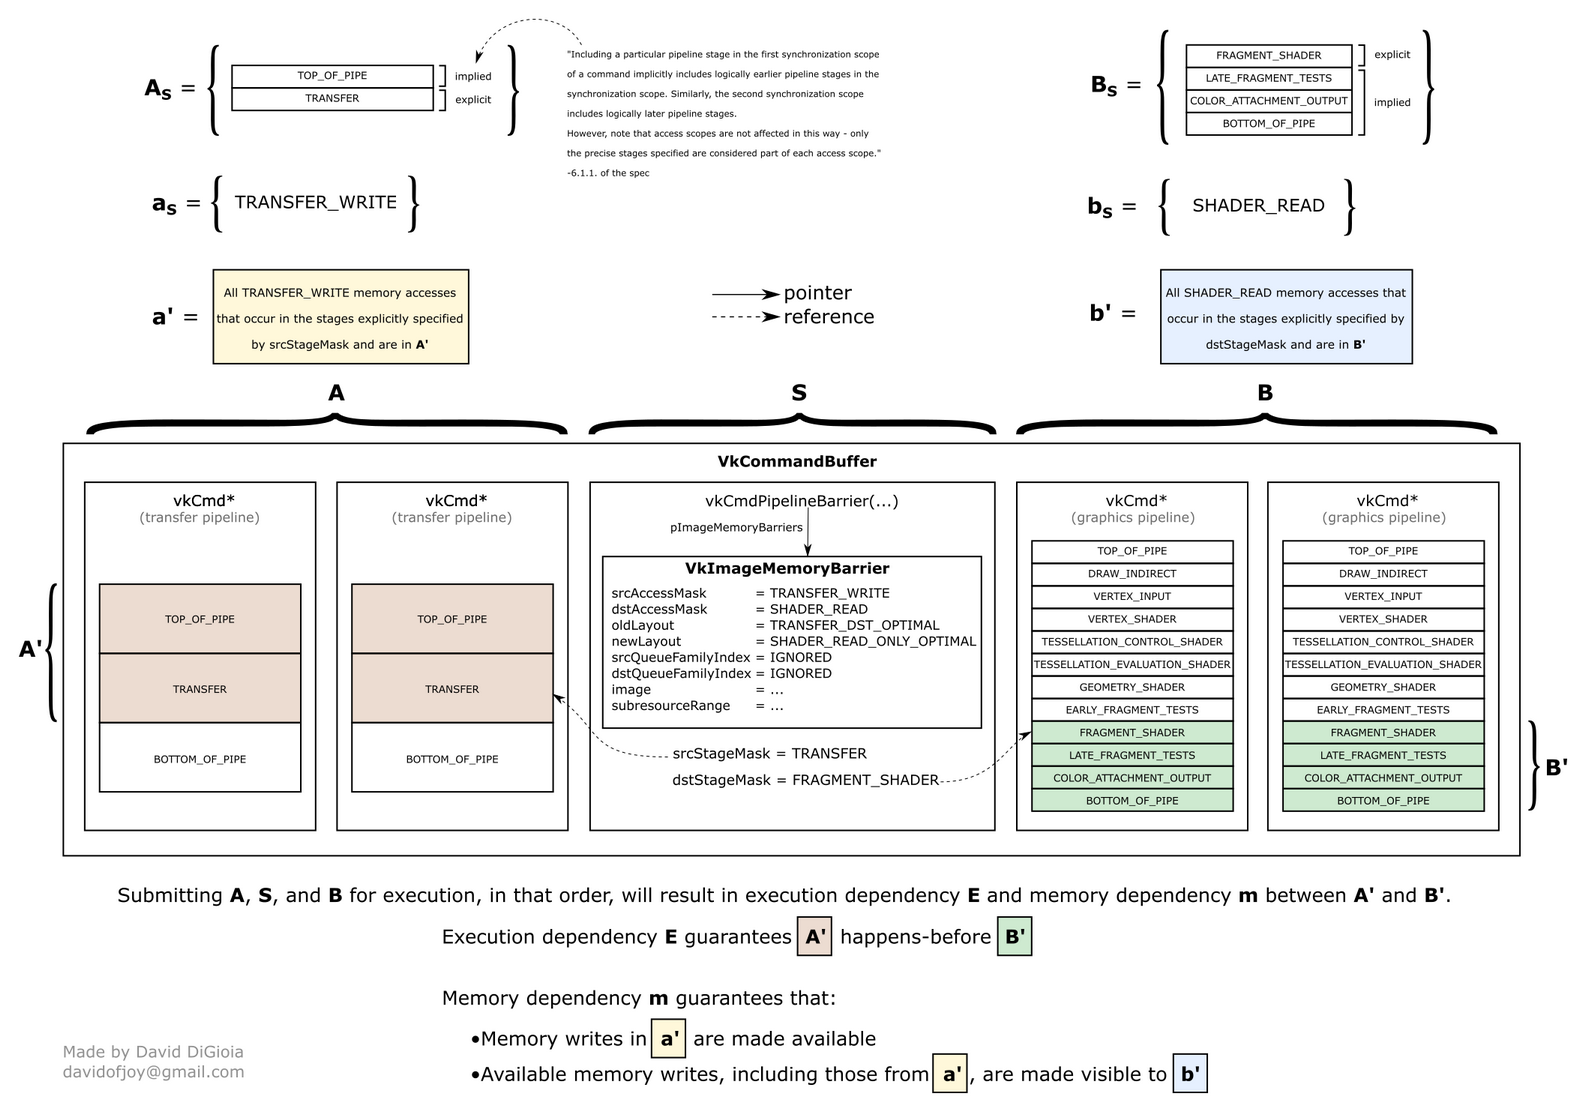 A_S =
TOP_OF_PIPE
TRANSFER
implied
explicit
"Including a particular pipeline stage in the first synchronization scope
of a command implicitly includes logically earlier pipeline stages in the
synchronization scope. Similarly, the second synchronization scope
includes logically later pipeline stages.
However, note that access scopes are not affected in this way - only
the precise stages specified are considered part of each access scope."
-6.1.1. of the spec
B_S =
FRAGMENT_SHADER
LATE_FRAGMENT_TESTS
COLOR_ATTACHMENT_OUTPUT
BOTTOM_OF_PIPE
explicit
implied
a_S =
TRANSFER_WRITE
b_S =
SHADER_READ
a' =
All TRANSFER_WRITE memory accesses
that occur in the stages explicitly specified
by srcStageMask and are in A'
pointer
reference
b' =
All SHADER_READ memory accesses that
occur in the stages explicitly specified by
dstStageMask and are in B'
A
S
B
VkCommandBuffer
A'
vkCmd*
(transfer pipeline)
TOP_OF_PIPE
TRANSFER
BOTTOM_OF_PIPE
vkCmd*
(transfer pipeline)
TOP_OF_PIPE
TRANSFER
BOTTOM_OF_PIPE
vkCmdPipelineBarrier(...)
pImageMemoryBarriers
VkImageMemoryBarrier
srcAccessMask = TRANSFER_WRITE
dstAccessMask = SHADER_READ
oldLayout = TRANSFER_DST_OPTIMAL
newLayout = SHADER_READ_ONLY_OPTIMAL
srcQueueFamilyIndex = IGNORED
dstQueueFamilyIndex = IGNORED
image = ...
subresourceRange = ...
srcStageMask = TRANSFER
dstStageMask = FRAGMENT_SHADER
vkCmd*
(graphics pipeline)
TOP_OF_PIPE
DRAW_INDIRECT
VERTEX_INPUT
VERTEX_SHADER
TESSELLATION_CONTROL_SHADER
TESSELLATION_EVALUATION_SHADER
GEOMETRY_SHADER
EARLY_FRAGMENT_TESTS
FRAGMENT_SHADER
LATE_FRAGMENT_TESTS
COLOR_ATTACHMENT_OUTPUT
BOTTOM_OF_PIPE
vkCmd*
(graphics pipeline)
TOP_OF_PIPE
DRAW_INDIRECT
VERTEX_INPUT
VERTEX_SHADER
TESSELLATION_CONTROL_SHADER
TESSELLATION_EVALUATION_SHADER
GEOMETRY_SHADER
EARLY_FRAGMENT_TESTS
FRAGMENT_SHADER
LATE_FRAGMENT_TESTS
COLOR_ATTACHMENT_OUTPUT
BOTTOM_OF_PIPE
B'
Submitting A, S, and B for execution, in that order, will result in execution dependency E and memory dependency m between A' and B'.
Execution dependency E guarantees A' happens-before B'
Memory dependency m guarantees that:
•Memory writes in a' are made available
•Available memory writes, including those from a', are made visible to b'
Made by David DiGioia
davidofjoy@gmail.com